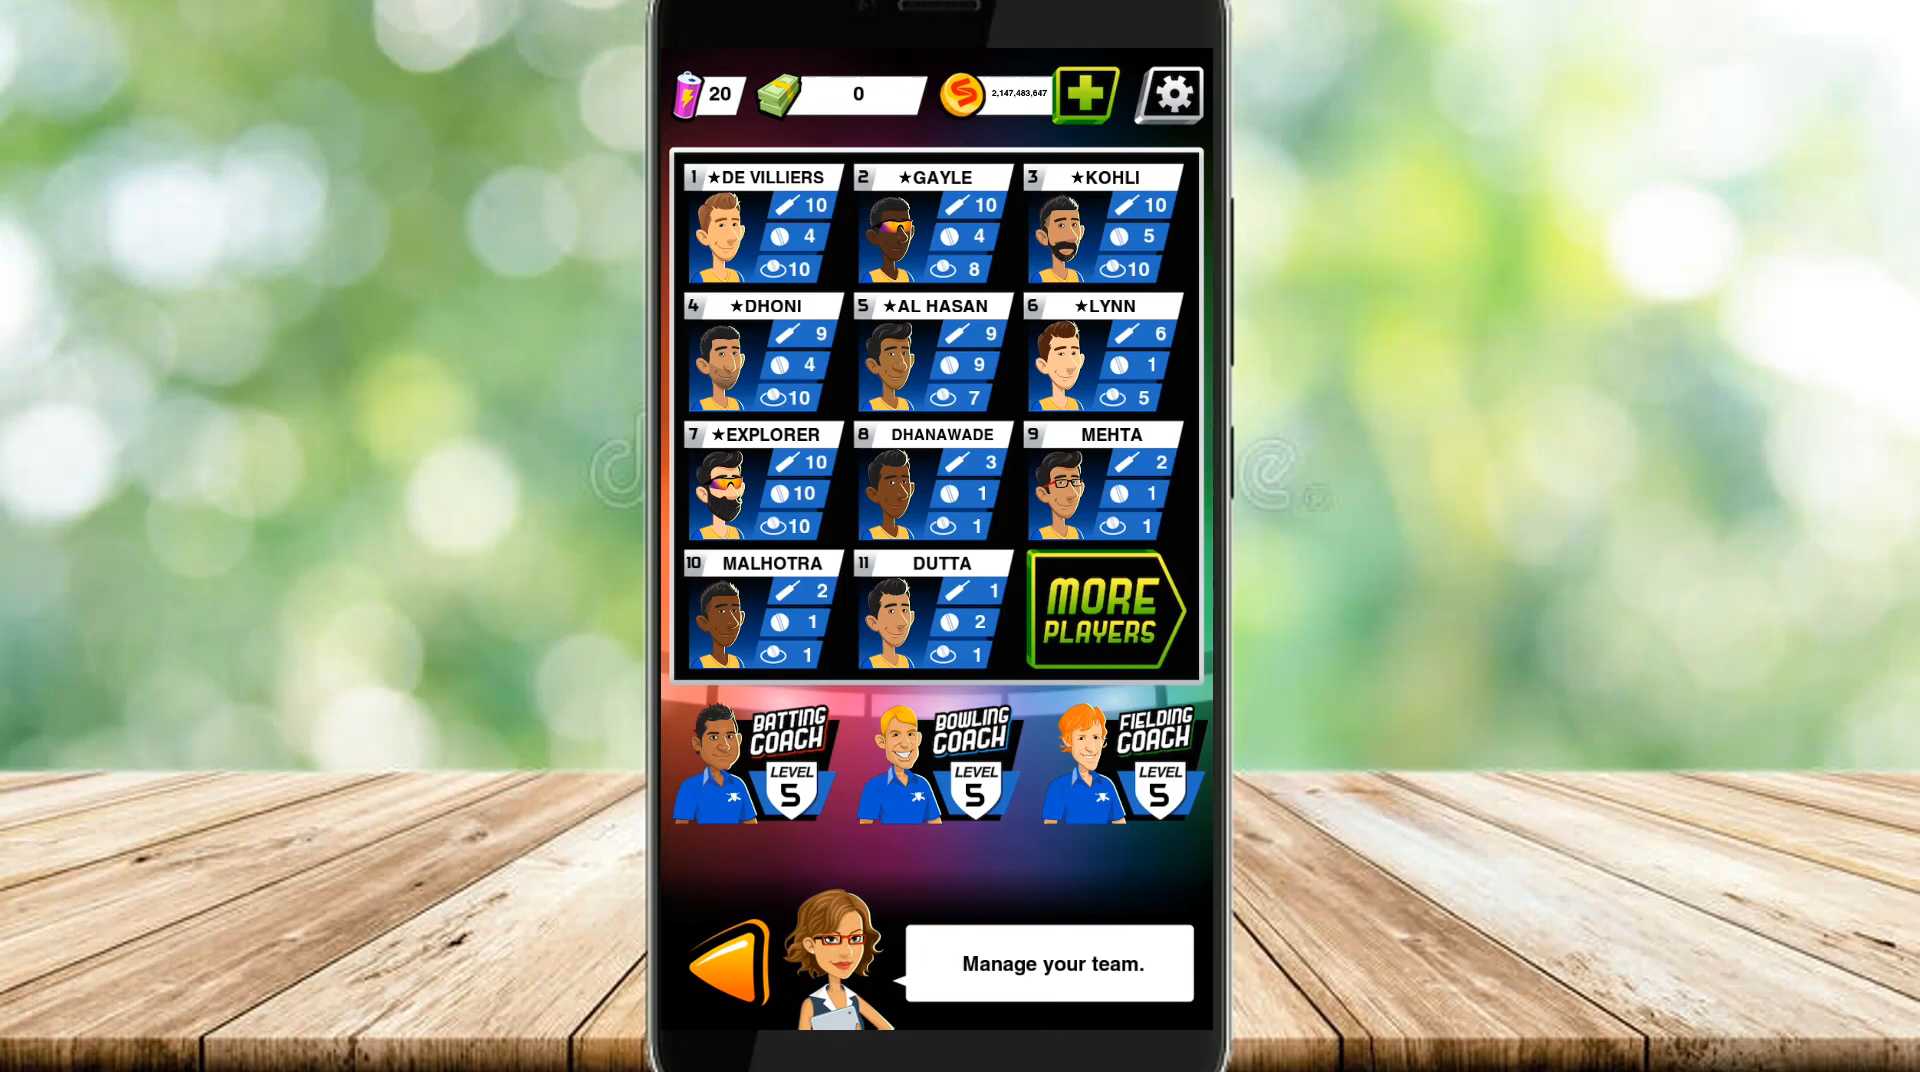 20
0
2,147,483,647
1 ★DE VILLIERS
10
4
10
2 ★GAYLE
10
4
8
3 ★KOHLI
10
5
10
4 ★DHONI
9
4
10
5 ★AL HASAN
9
9
7
6 ★LYNN
6
1
5
7 ★EXPLORER
10
10
10
8 DHANAWADE
3
1
1
9 MEHTA
2
1
1
10 MALHOTRA
2
1
1
11 DUTTA
1
2
1
MORE
PLAYERS
BATTING
COACH
LEVEL
5
BOWLING
COACH
LEVEL
5
FIELDING
COACH
LEVEL
5
Manage your team.